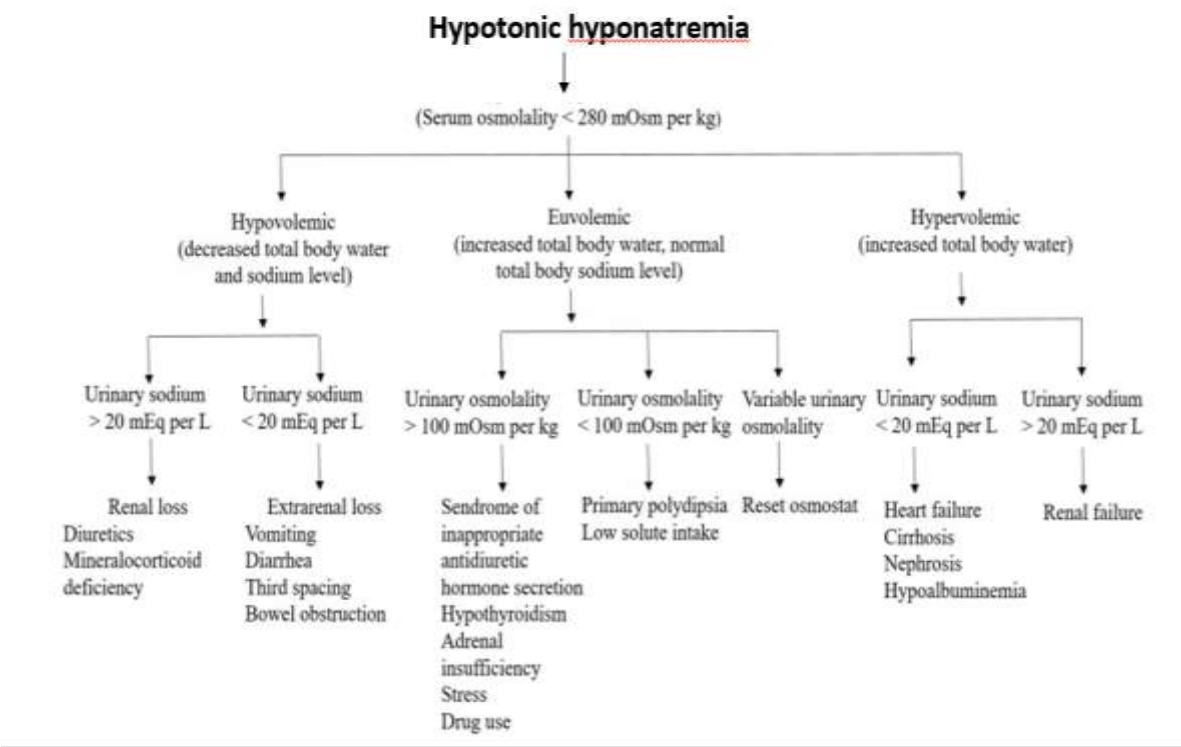 Hypotonic hyponatremia
(Serum osmolality < 280 mOsm per kg)
Hypovolemic
(decreased total body water
and sodium level)
Euvolemic
(increased total body water, normal
total body sodium level)
Hypervolemic
(increased total body water)
Urinary sodium
> 20 mEq per L
Urinary sodium
< 20 mEq per L
Urinary osmolality
> 100 mOsm per kg
Urinary osmolality
< 100 mOsm per kg
Variable urinary
osmolality
Urinary sodium
< 20 mEq per L
Urinary sodium
> 20 mEq per L
Renal loss
Diuretics
Mineralocorticoid
deficiency
Extrarenal loss
Vomiting
Diarrhea
Third spacing
Bowel obstruction
Sendrome of
inappropriate
antidiuretic
hormone secretion
Hypothyroidism
Adrenal
insufficiency
Stress
Drug use
Primary polydipsia
Low solute intake
Reset osmostat
Heart failure
Cirrhosis
Nephrosis
Hypoalbuminemia
Renal failure